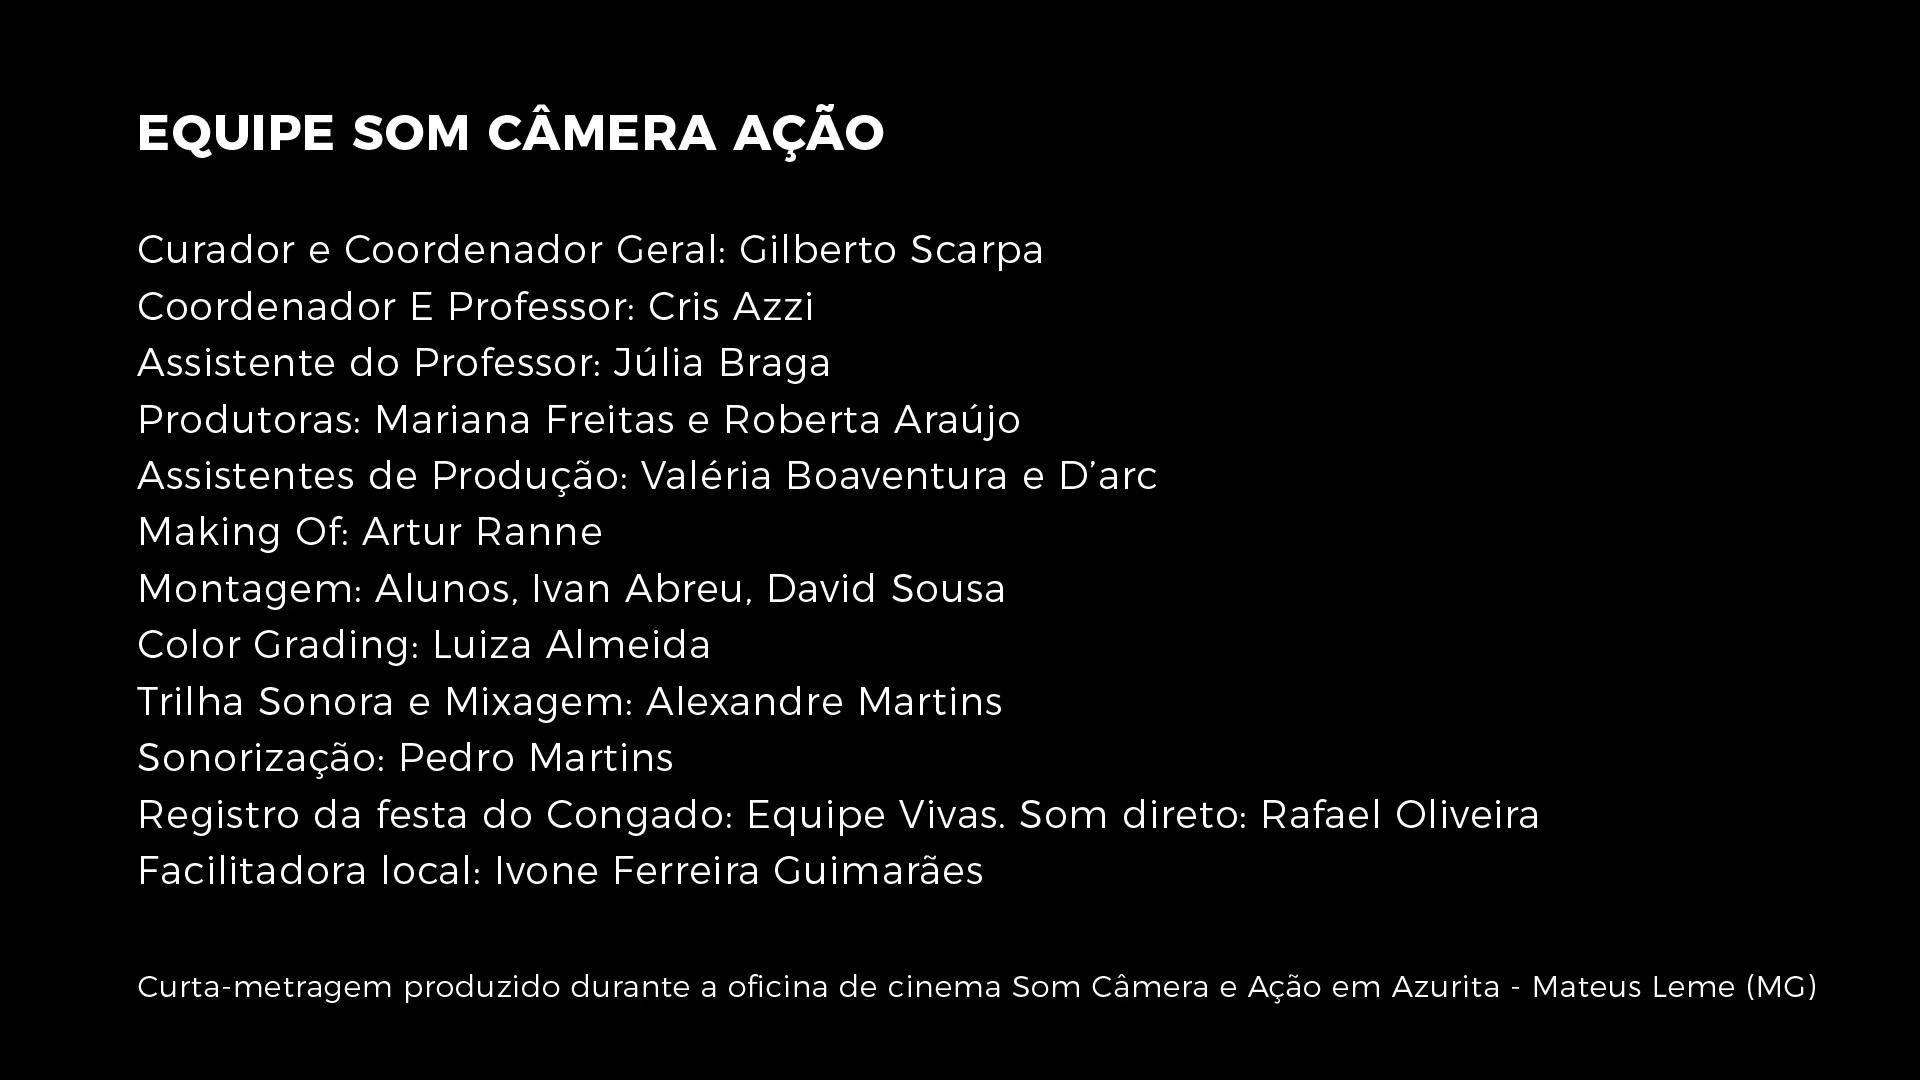 EQUIPE SOM CÂMERA AÇÃO
Curador e Coordenador Geral: Gilberto Scarpa
Coordenador E Professor: Cris Azzi
Assistente do Professor: Júlia Braga
Produtoras: Mariana Freitas e Roberta Araújo
Assistentes de Produção: Valéria Boaventura e D’arc
Making Of: Artur Ranne
Montagem: Alunos, Ivan Abreu, David Sousa
Color Grading: Luiza Almeida
Trilha Sonora e Mixagem: Alexandre Martins
Sonorização: Pedro Martins
Registro da festa do Congado: Equipe Vivas. Som direto: Rafael Oliveira
Facilitadora local: Ivone Ferreira Guimarães
Curta-metragem produzido durante a oficina de cinema Som Câmera e Ação em Azurita - Mateus Leme (MG)